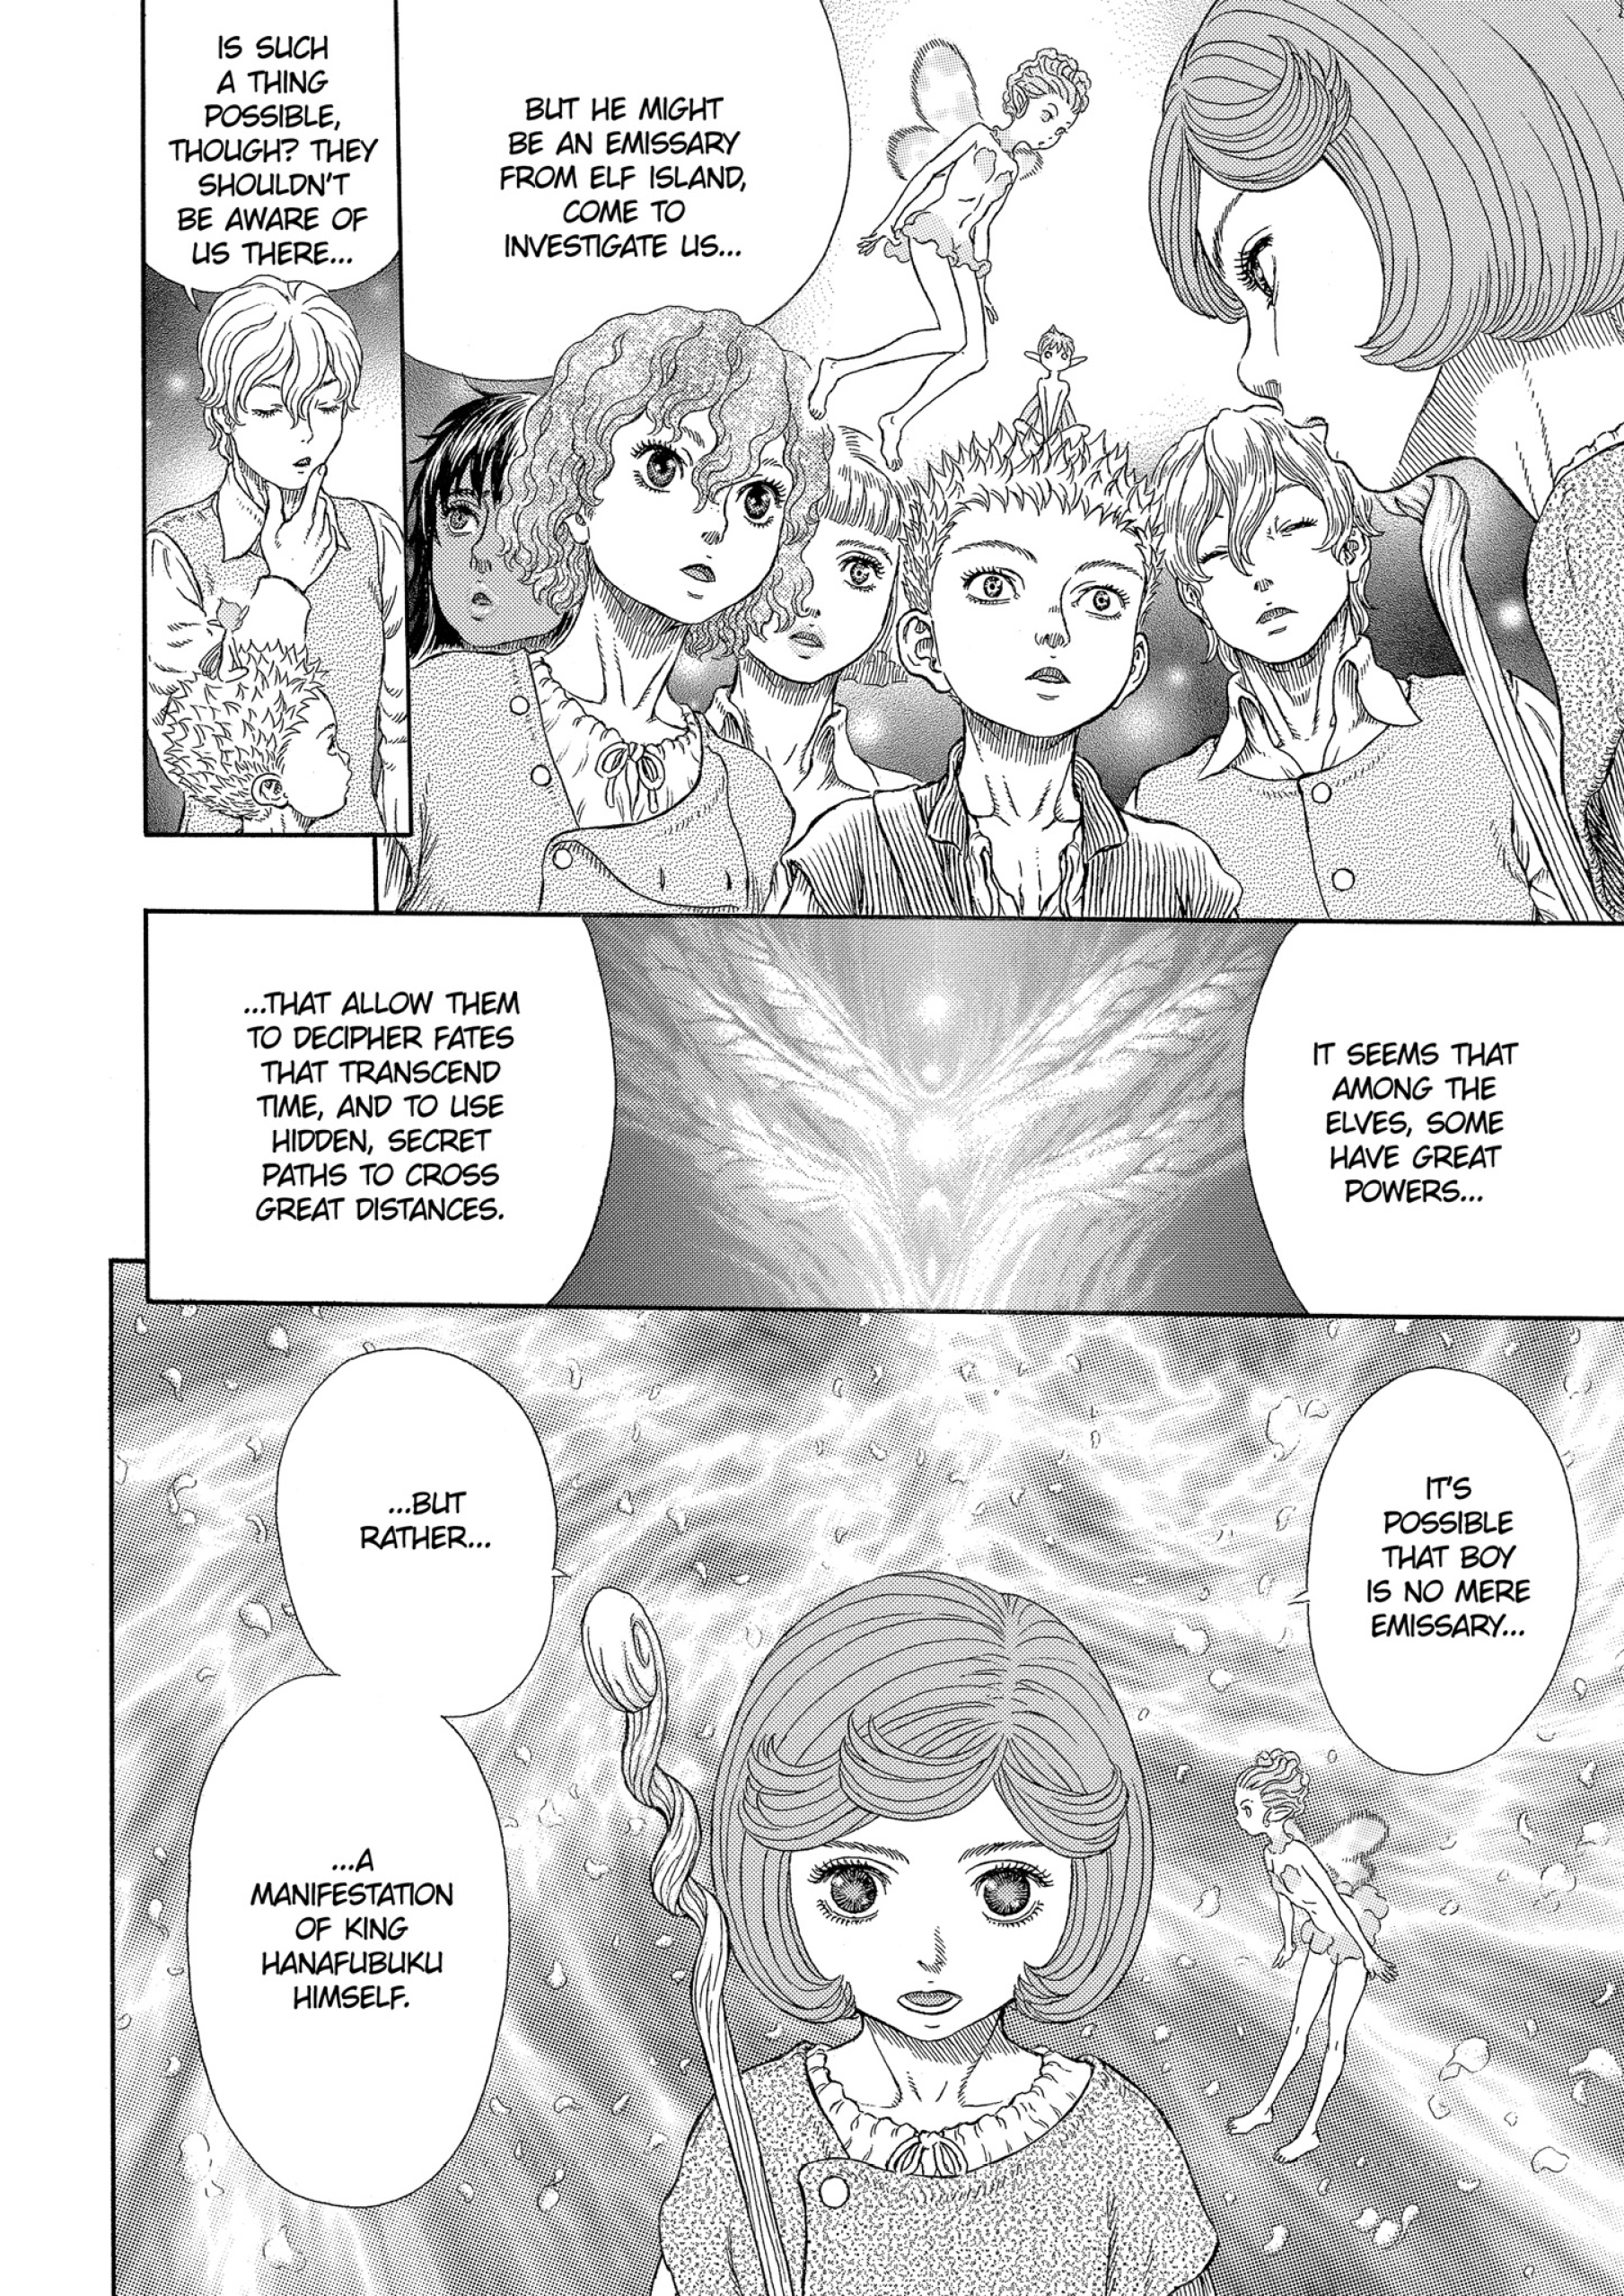 BUT HE MIGHT
BE AN EMISSARY
FROM ELF ISLAND,
COME TO
INVESTIGATE US...
IS SUCH
A THING
POSSIBLE,
THOUGH? THEY
SHOULDN'T
BE AWARE OF
US THERE...
IT SEEMS THAT
AMONG THE
ELVES, SOME
HAVE GREAT
POWERS...
...THAT ALLOW THEM
TO DECIPHER FATES
THAT TRANSCEND
TIME, AND TO USE
HIDDEN, SECRET
PATHS TO CROSS
GREAT DISTANCES.
IT'S
POSSIBLE
THAT BOY
IS NO MERE
EMISSARY...
...BUT
RATHER...
...A
MANIFESTATION
OF KING
HANAFUBUKU
HIMSELF.